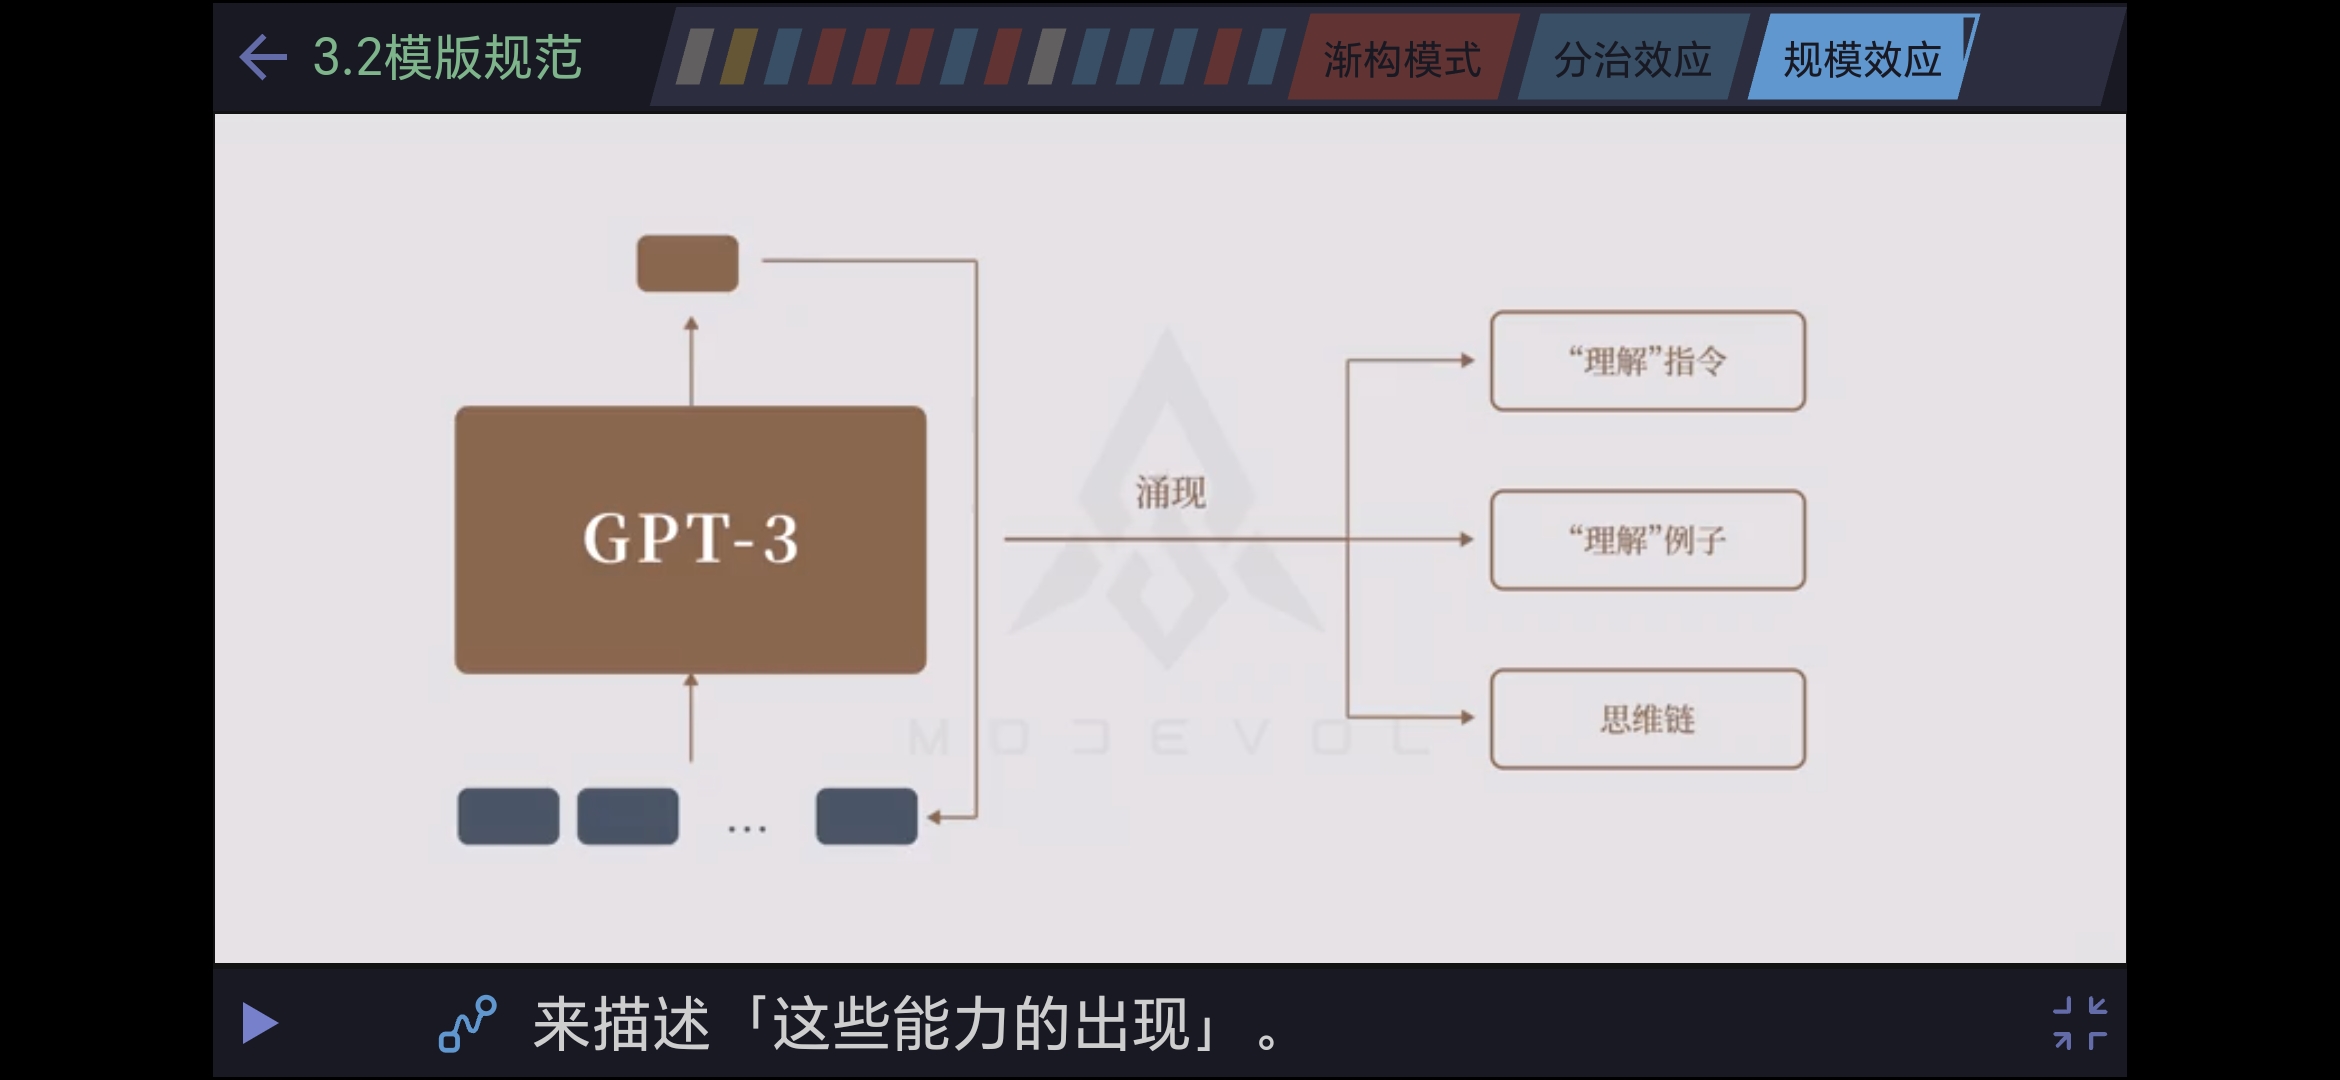 3.2模版规范
渐构模式
分治效应
规模效应
GPT-3
...
涌现
“理解”指令
“理解”例子
思维链
MODEVOL
来描述「这些能力的出现」。